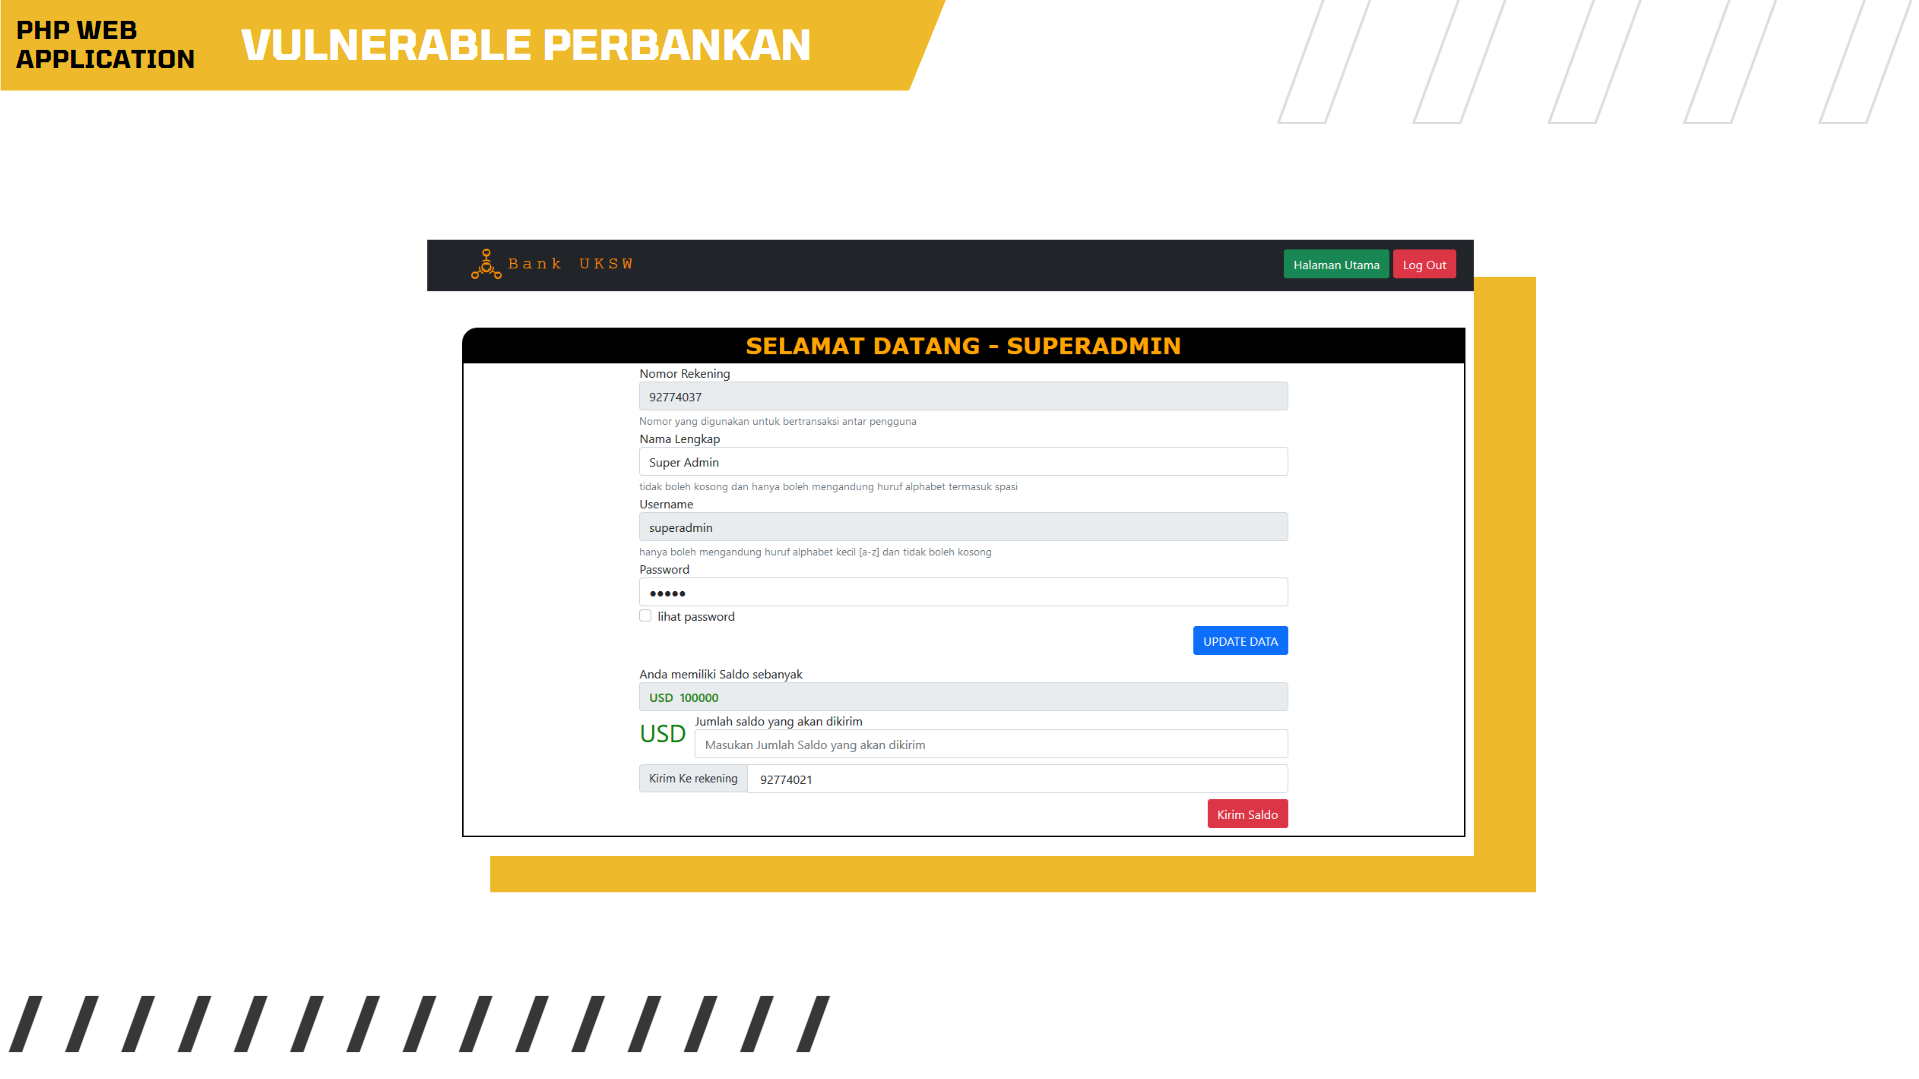 PHP WEB
APPLICATION
VULNERABLE PERBANKAN
Bank UKSW
Halaman Utama
Log Out
SELAMAT DATANG - SUPERADMIN
Nomor Rekening
92774037
Nomor yang digunakan untuk bertransaksi antar pengguna
Nama Lengkap
Super Admin
tidak boleh kosong dan hanya boleh mengandung huruf alphabet termasuk spasi
Username
superadmin
hanya boleh mengandung huruf alphabet kecil [a-z] dan tidak boleh kosong
Password
•••••
lihat password
UPDATE DATA
Anda memiliki Saldo sebanyak
USD 100000
USD
Jumlah saldo yang akan dikirim
Masukan Jumlah Saldo yang akan dikirim
Kirim Ke rekening
92774021
Kirim Saldo